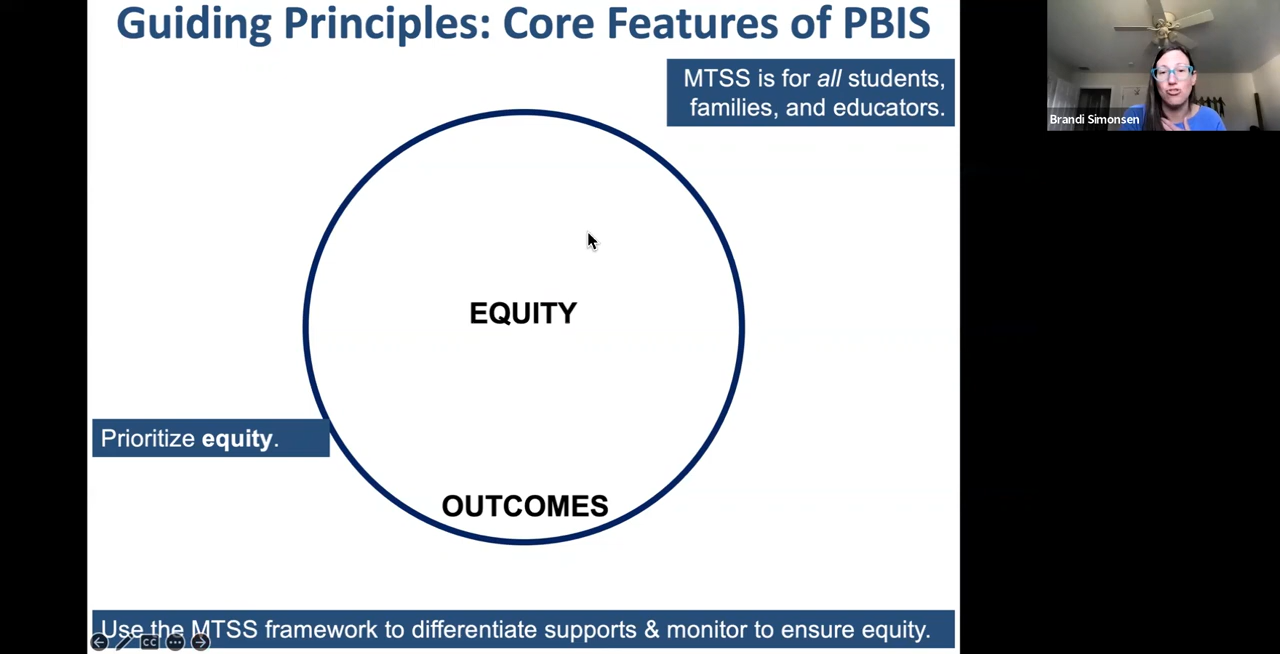 Guiding Principles: Core Features of PBIS
MTSS is for all students,
families, and educators.
Brandi Simonsen
EQUITY
Prioritize equity.
OUTCOMES
Use the MTSS framework to differentiate supports & monitor to ensure equity.
CC